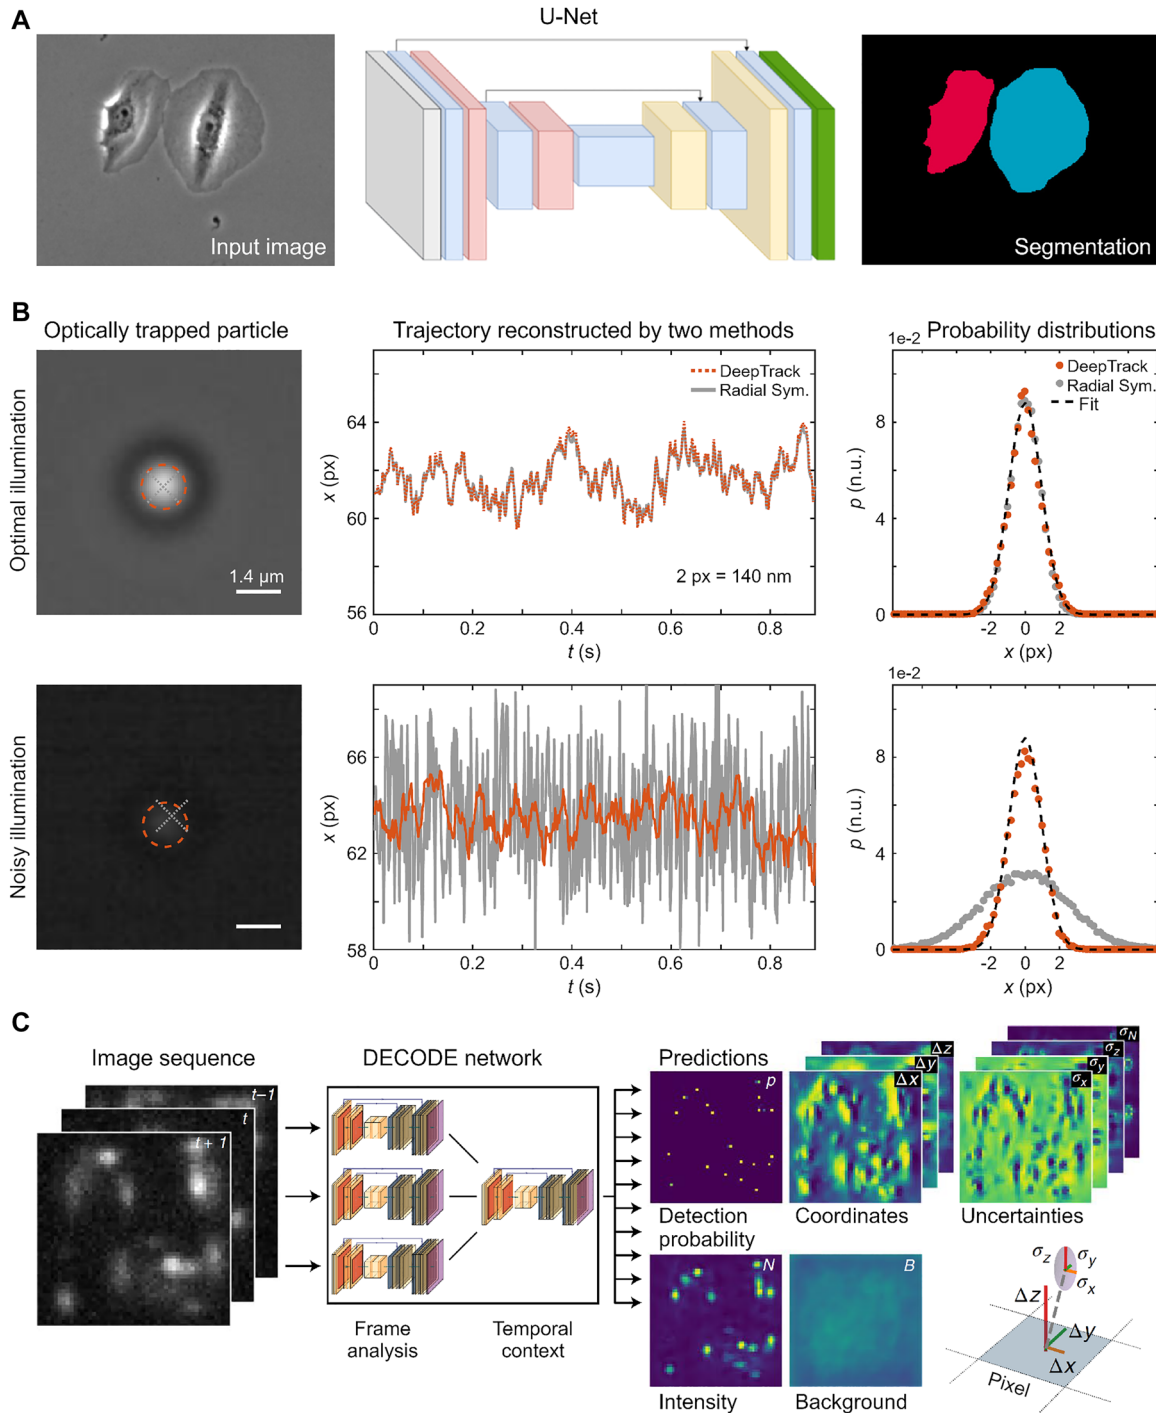 A
U-Net
Input image
Segmentation
B
Optically trapped particle
Trajectory reconstructed by two methods
Probability distributions
Optimal illumination
1.4 µm
DeepTrack
Radial Sym.
64
60
56
x (px)
2 px = 140 nm
0 0.2 0.4 0.6 0.8
t (s)
1e-2
DeepTrack
Radial Sym.
Fit
8
4
0
p (n.u.)
-2 0 2
x (px)
Noisy illumination
66
62
58
x (px)
0 0.2 0.4 0.6 0.8
t (s)
1e-2
8
4
0
p (n.u.)
-2 0 2
x (px)
C
Image sequence
DECODE network
Predictions
t−1
t
t + 1
p
Δz
Δy
Δx
σN
σz
σy
σx
Detection
probability
Coordinates
Uncertainties
N
B
Frame
analysis
Temporal
context
Intensity
Background
σz
σy
σx
Δz
Δy
Δx
Pixel